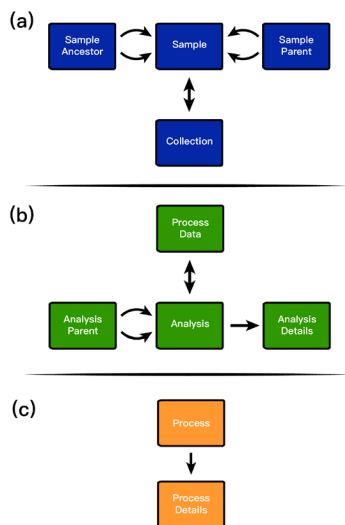 (a)
Sample
Ancestor
Sample
Sample
Parent
Collection
(b)
Process
Data
Analysis
Parent
Analysis
Analysis
Details
(c)
Process
Process
Details